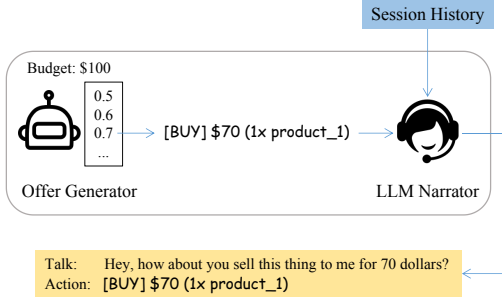 Session History
Budget: $100
0.5
0.6
0.7
...
[BUY] $70 (1x product_1)
Offer Generator
LLM Narrator
Talk: Hey, how about you sell this thing to me for 70 dollars?
Action: [BUY] $70 (1x product_1)